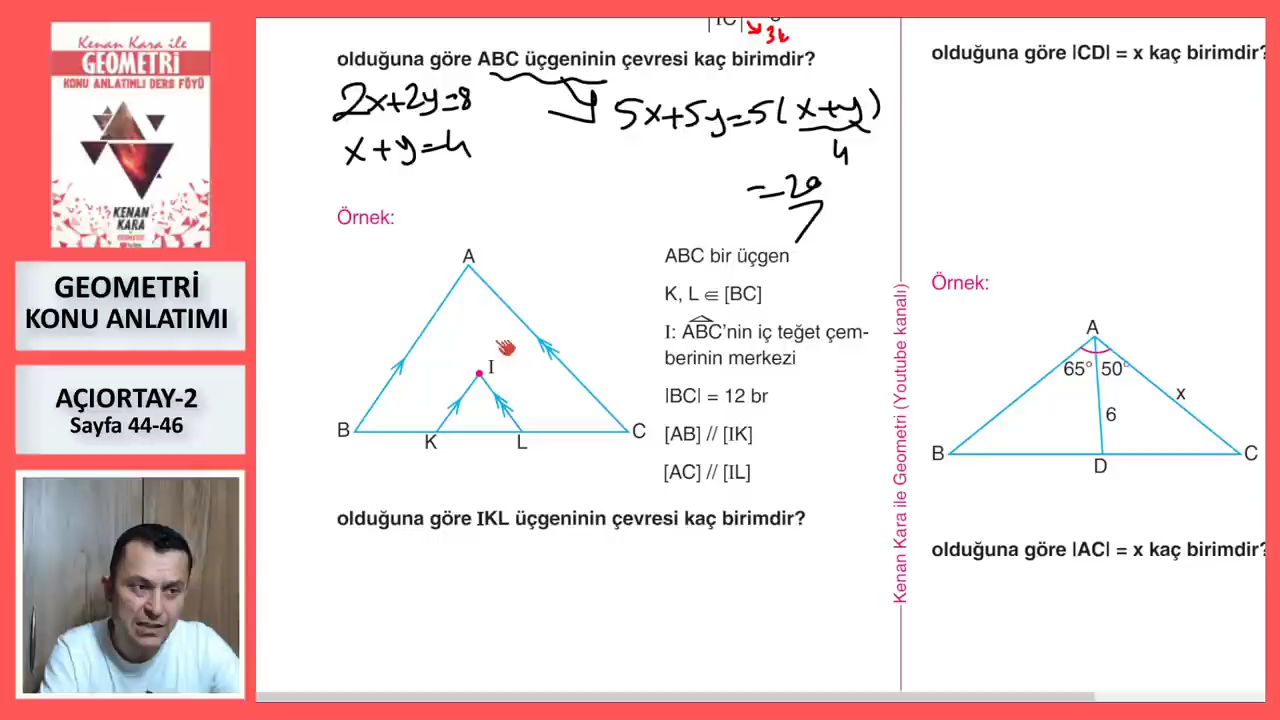 Kenan Kara ile
GEOMETRİ
KONU ANLATIMLI DERS FÖYÜ
KENAN
KARA
GEOMETRİ
KONU ANLATIMI
AÇIORTAY-2
Sayfa 44-46
|IC| 3k
olduğuna göre ABC üçgeninin çevresi kaç birimdir?
2x+2y=8
x+y=4
5x+5y=5(x+y)
4
=20
Örnek:
A
B
C
I
K
L
ABC bir üçgen
K, L ∈ [BC]
I: ABC'nin iç teğet çem-
berinin merkezi
|BC| = 12 br
[AB] // [IK]
[AC] // [IL]
olduğuna göre IKL üçgeninin çevresi kaç birimdir?
Kenan Kara ile Geometri (Youtube kanalı)
olduğuna göre |CD| = x kaç birimdir?
Örnek:
A
65° 50°
x
6
B
C
D
olduğuna göre |AC| = x kaç birimdir?